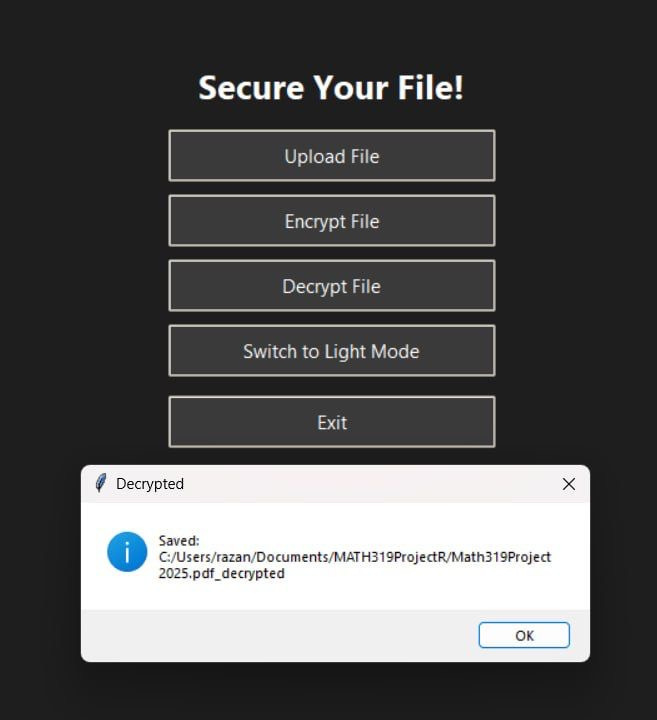 Secure Your File!
Upload File
Encrypt File
Decrypt File
Switch to Light Mode
Exit
Decrypted
Saved:
C:/Users/razan/Documents/MATH319ProjectR/Math319Project
2025.pdf_decrypted
OK